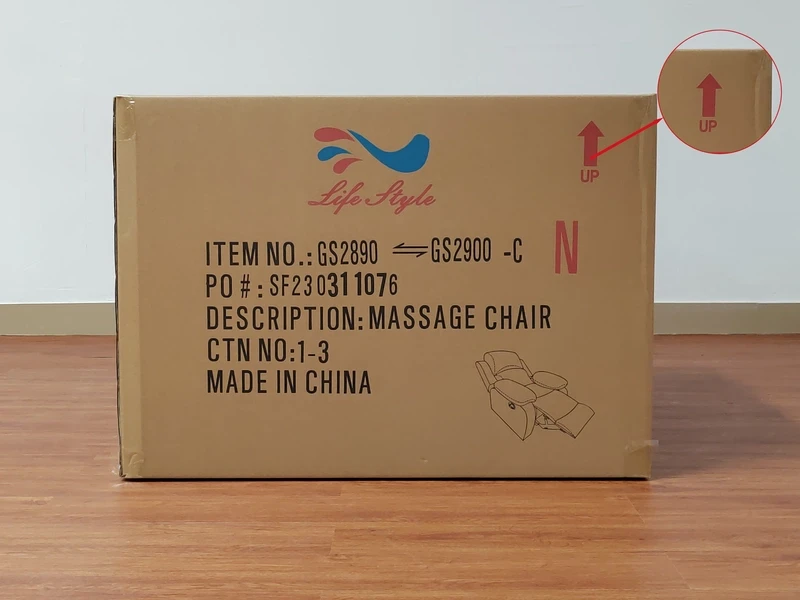 Life Style
UP
UP
N
ITEM NO.: GS2890 ⇌ GS2900 -C
PO #: SF230311076
DESCRIPTION: MASSAGE CHAIR
CTN NO:1-3
MADE IN CHINA